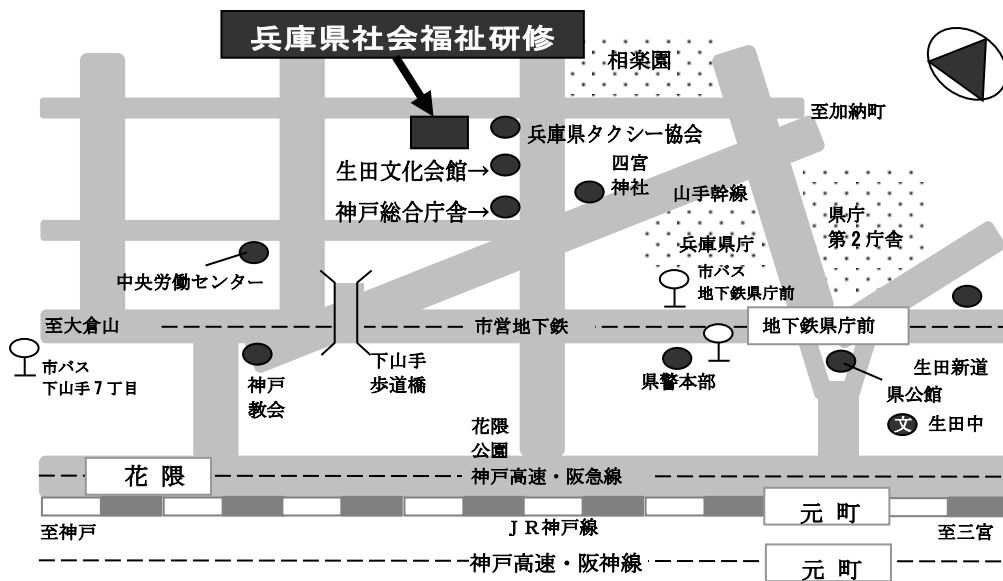 兵庫県社会福祉研修
相楽園
至加納町
兵庫県タクシー協会
生田文化会館→
四宮
神社
神戸総合庁舎→
山手幹線
県庁
第2庁舎
兵庫県庁
中央労働センター
市バス
地下鉄県庁前
至大倉山
市営地下鉄
地下鉄県庁前
市バス
下山手7丁目
神戸
教会
下山手
歩道橋
県警本部
生田新道
県公館
文
生田中
花隈
公園
花 隈
神戸高速・阪急線
元 町
至神戸
ＪＲ神戸線
至三宮
神戸高速・阪神線
元 町